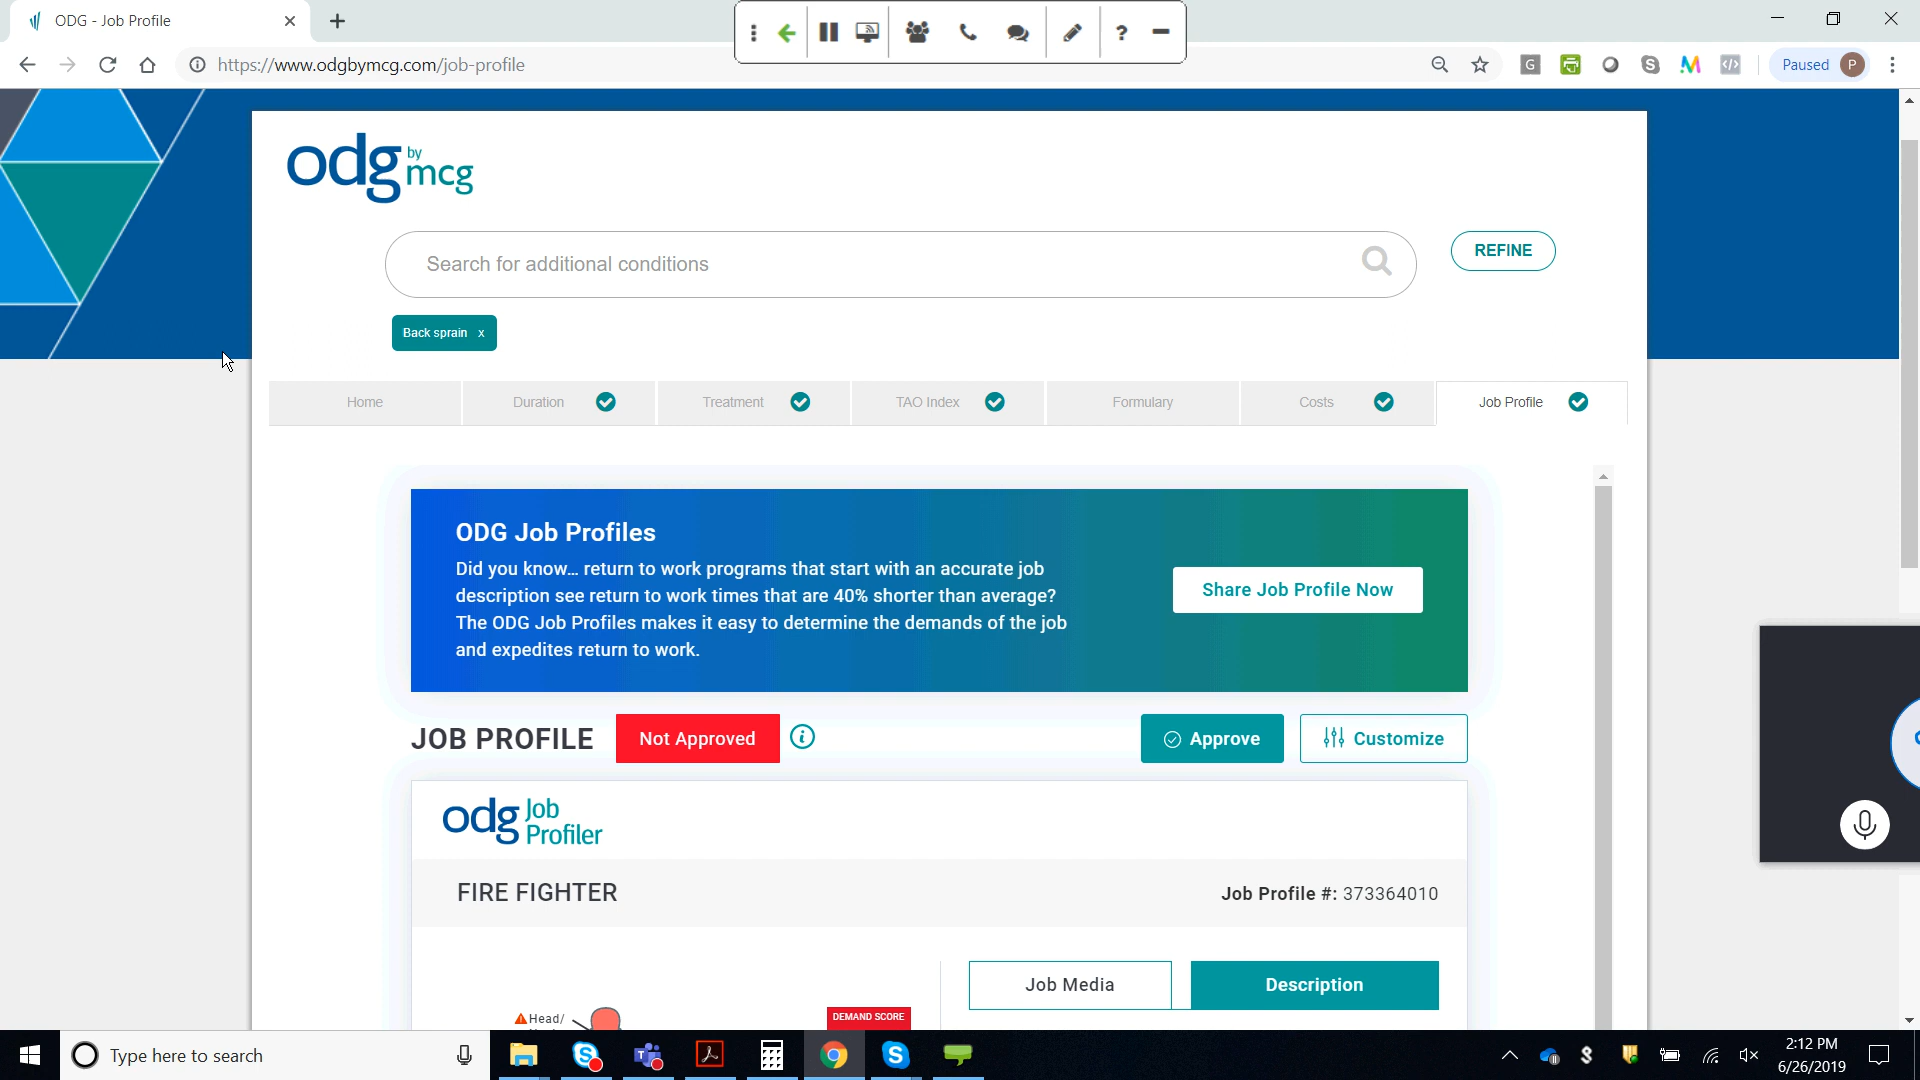 ODG - Job Profile
https://www.odgbymcg.com/job-profile
Paused P
odg by mcg
Search for additional conditions
REFINE
Back sprain x
Home Duration Treatment TAO Index Formulary Costs Job Profile
ODG Job Profiles
Did you know... return to work programs that start with an accurate job
description see return to work times that are 40% shorter than average?
The ODG Job Profiles makes it easy to determine the demands of the job
and expedites return to work.
Share Job Profile Now
JOB PROFILE Not Approved i Approve Customize
odg Job Profiler
FIRE FIGHTER Job Profile #: 373364010
Job Media Description
Head/
DEMAND SCORE
Type here to search
2:12 PM
6/26/2019